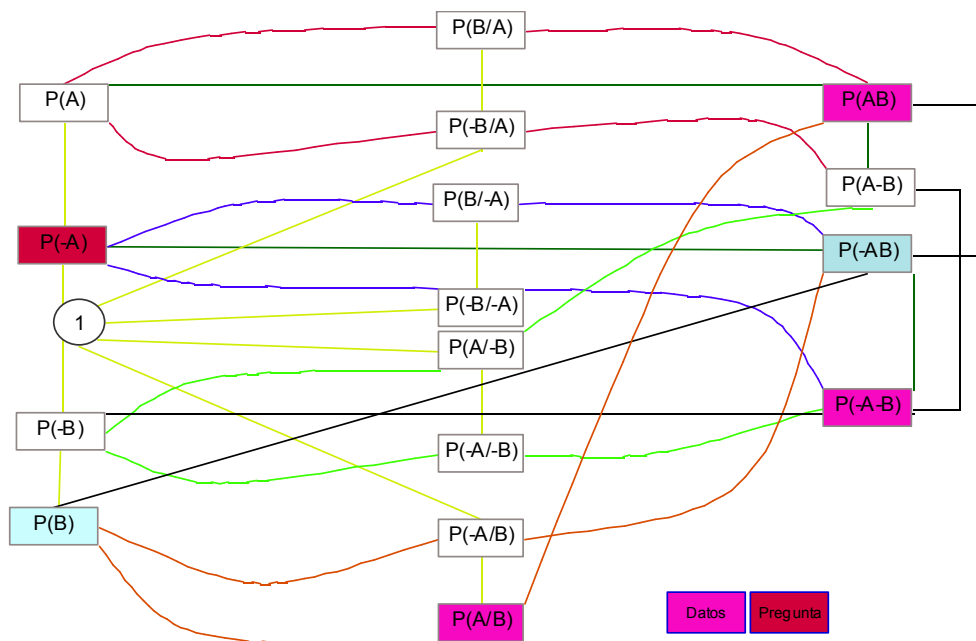 P(B/A)
P(A)
P(AB)
P(-B/A)
P(A-B)
P(B/-A)
P(-A)
P(-AB)
P(-B/-A)
1
P(A/-B)
P(-A-B)
P(-B)
P(-A/-B)
P(B)
P(-A/B)
P(A/B)
Datos
Pregunta